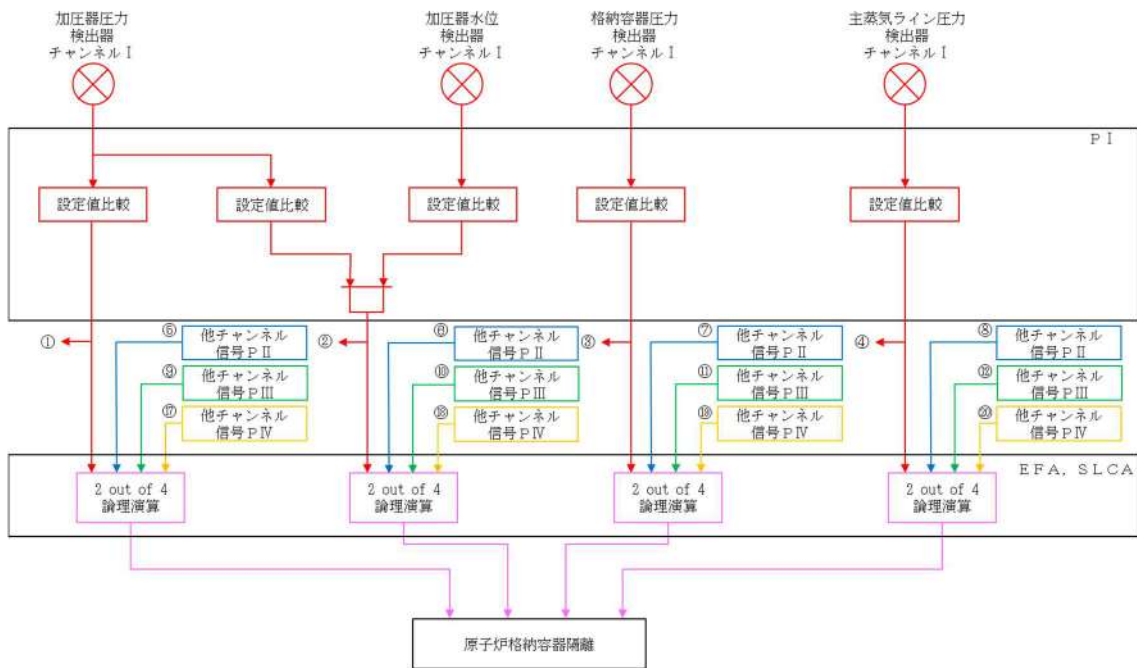 加圧器圧力
検出器
チャンネルⅠ
加圧器水位
検出器
チャンネルⅠ
格納容器圧力
検出器
チャンネルⅠ
主蒸気ライン圧力
検出器
チャンネルⅠ
ＰⅠ
設定値比較
設定値比較
設定値比較
設定値比較
設定値比較
①
⑤
他チャンネル
信号ＰⅡ
⑨
他チャンネル
信号ＰⅢ
⑰
他チャンネル
信号ＰⅣ
②
⑥
他チャンネル
信号ＰⅡ
⑩
他チャンネル
信号ＰⅢ
⑱
他チャンネル
信号ＰⅣ
③
⑦
他チャンネル
信号ＰⅡ
⑪
他チャンネル
信号ＰⅢ
⑲
他チャンネル
信号ＰⅣ
④
⑧
他チャンネル
信号ＰⅡ
⑫
他チャンネル
信号ＰⅢ
⑳
他チャンネル
信号ＰⅣ
ＥＦＡ，ＳＬＣＡ
2 out of 4
論理演算
2 out of 4
論理演算
2 out of 4
論理演算
2 out of 4
論理演算
原子炉格納容器隔離